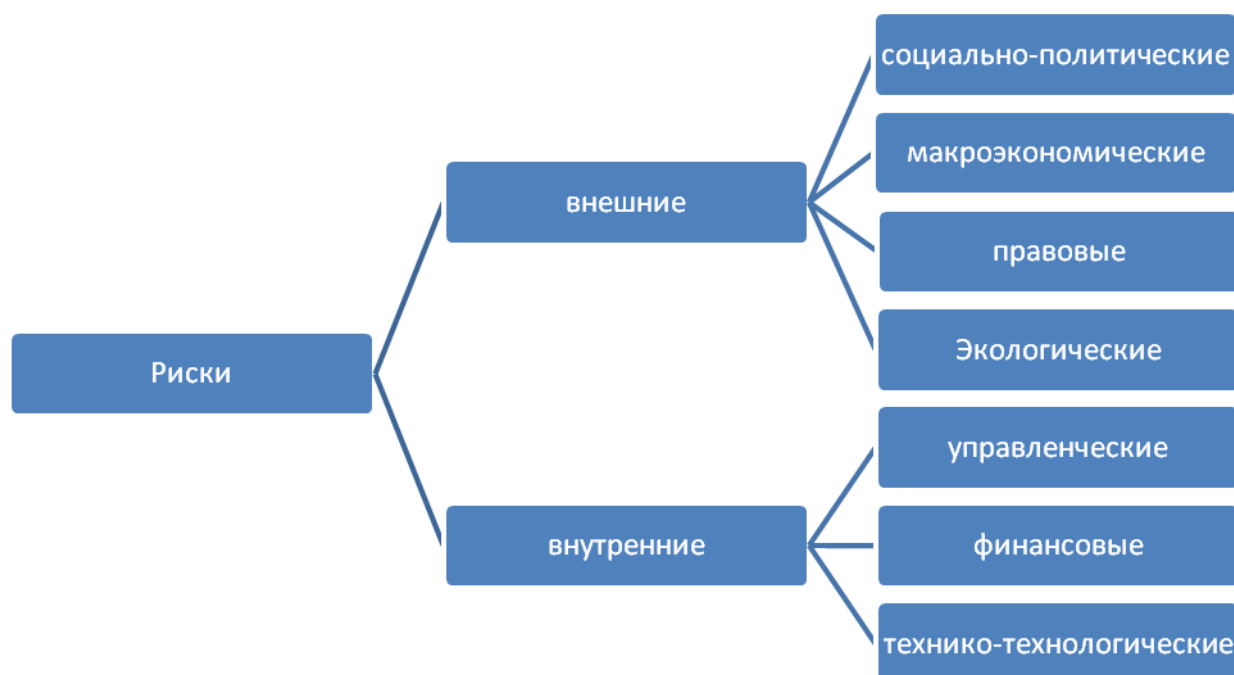 Риски
внешние
социально-политические
макроэкономические
правовые
Экологические
внутренние
управленческие
финансовые
технико-технологические